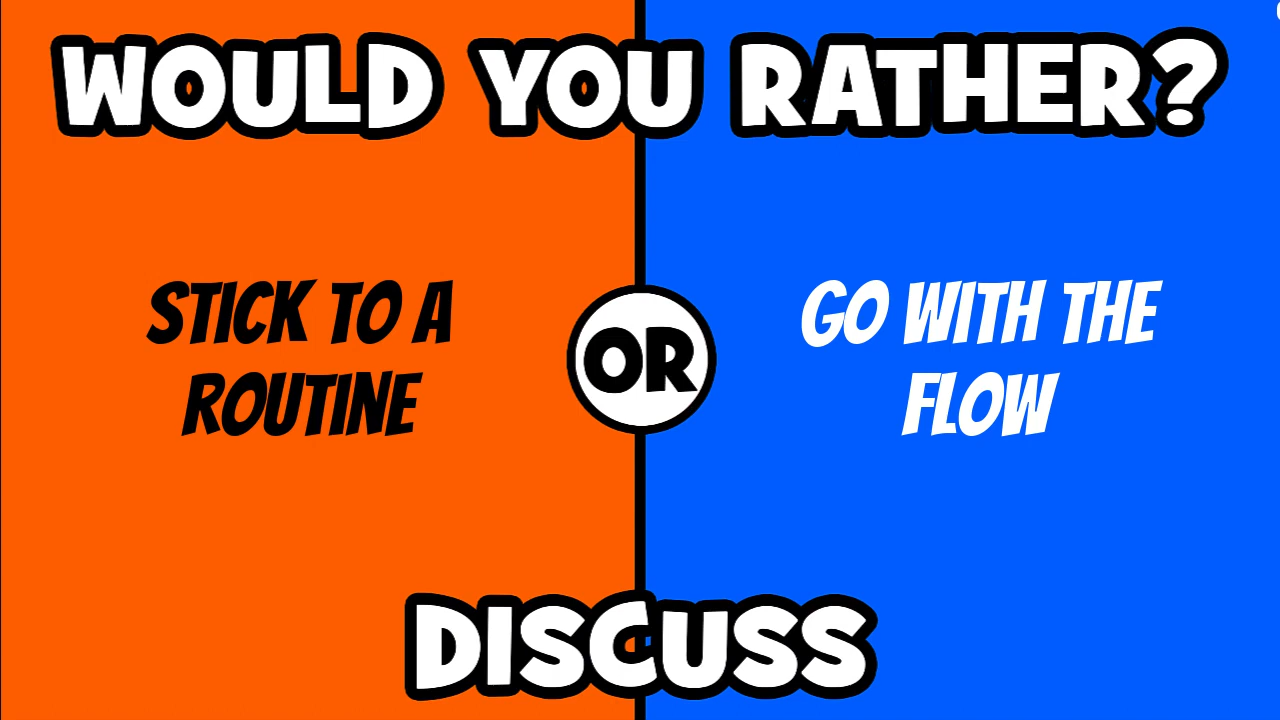 WOULD YOU RATHER?
STICK TO A
ROUTINE
OR
GO WITH THE
FLOW
DISCUSS